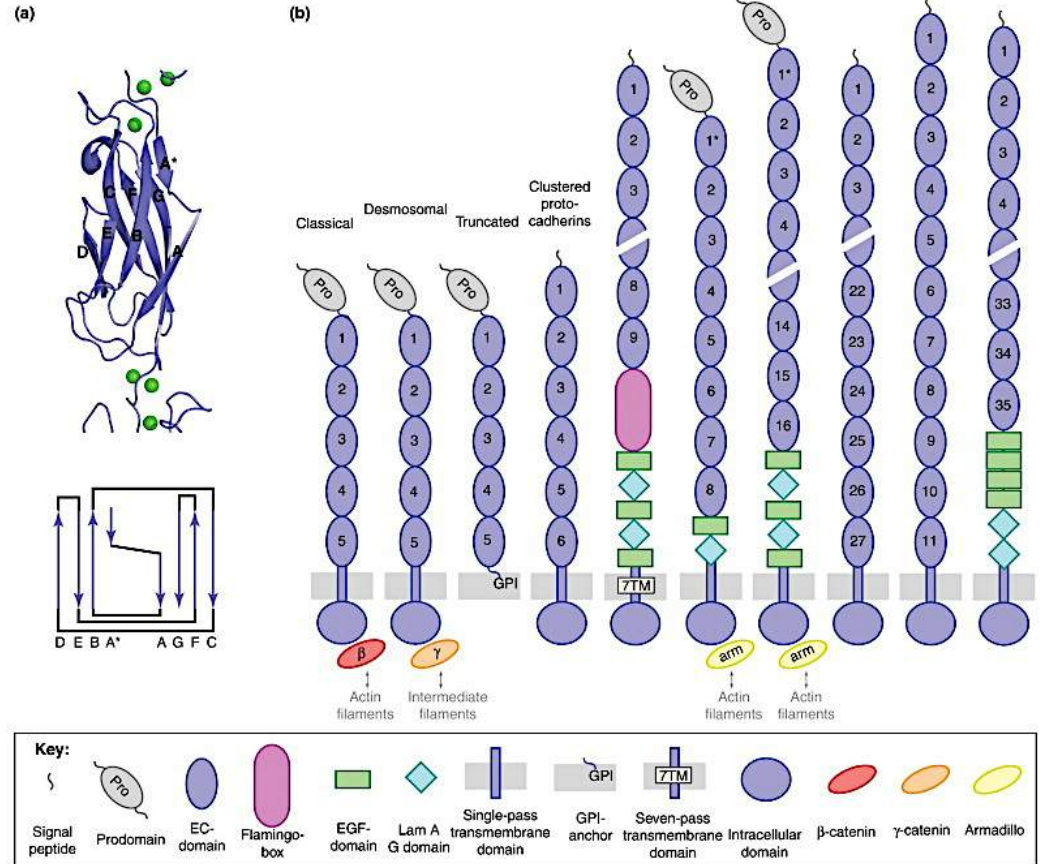 (a)
A*
C F G
E B
D A
D E B A* A G F C
(b)
Classical
Desmosomal
Truncated
Clustered
proto-
cadherins
Pro
1
2
3
4
5
β
Actin
filaments
Pro
1
2
3
4
5
γ
Intermediate
filaments
Pro
1
2
3
4
5
GPI
1
2
3
4
5
6
1
2
3
8
9
7TM
Pro
1*
2
3
4
5
6
7
8
arm
Actin
filaments
Pro
1*
2
3
4
14
15
16
arm
Actin
filaments
1
2
3
22
23
24
25
26
27
1
2
3
4
5
6
7
8
9
10
11
1
2
3
4
33
34
35
Key:
Signal
peptide
Pro
Prodomain
EC-
domain
Flamingo-
box
EGF-
domain
Lam A
G domain
Single-pass
transmembrane
domain
GPI
GPI-
anchor
7TM
Seven-pass
transmembrane
domain
Intracellular
domain
β-catenin
γ-catenin
Armadillo